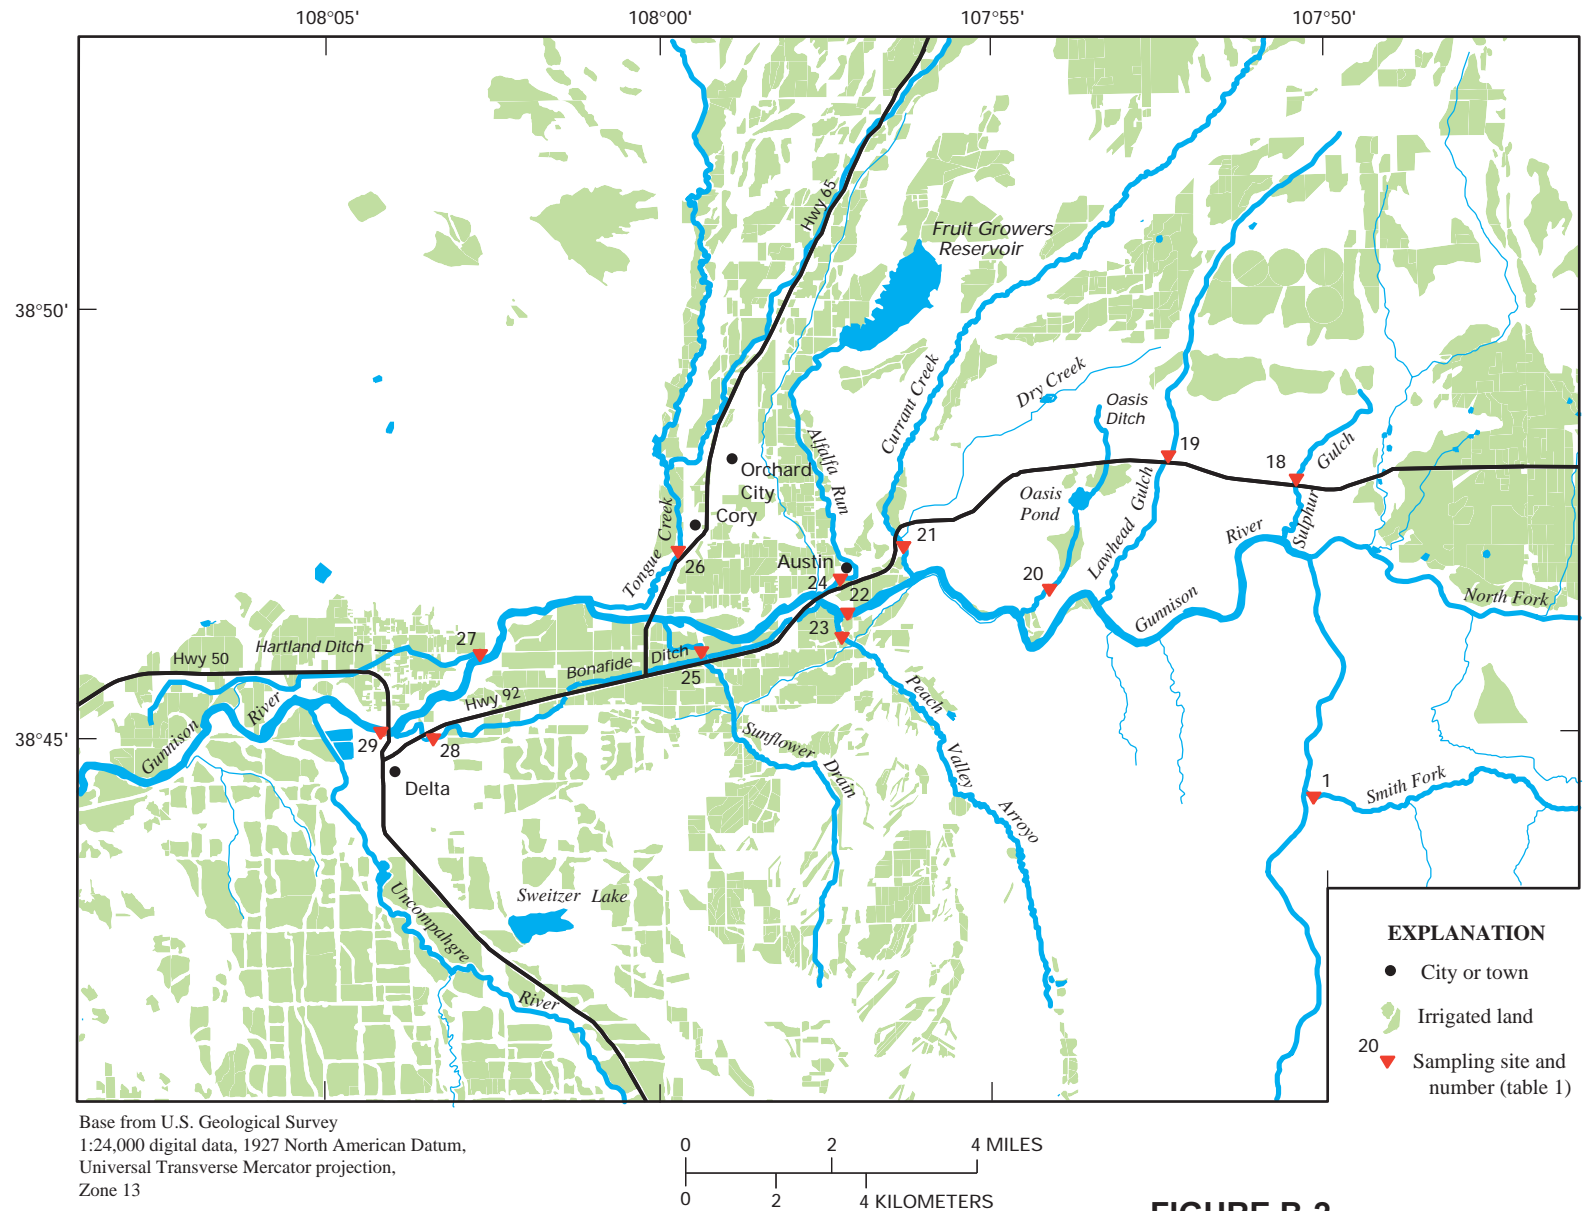 108°05'
108°00'
107°55'
107°50'
38°50'
38°45'
Hwy 65
Fruit Growers
Reservoir
Currant Creek
Dry Creek
Oasis
Ditch
Alfalfa Run
Orchard
City
Cory
Oasis
Pond
Lawhead Gulch
19
18
Gulch
Sulphur
River
Tongue Creek
26
Austin
24
22
23
21
20
Gunnison
North Fork
Hartland Ditch
27
Hwy 50
Bonafide Ditch
25
Hwy 92
Gunnison River
29
28
Delta
Sunflower
Drain
Peach
Valley
Arroyo
1
Smith Fork
Sweitzer Lake
Uncompahgre
River
EXPLANATION
City or town
Irrigated land
20
Sampling site and
number (table 1)
Base from U.S. Geological Survey
1:24,000 digital data, 1927 North American Datum,
Universal Transverse Mercator projection,
Zone 13
0 2 4 MILES
0 2 4 KILOMETERS
FIGURE B-2